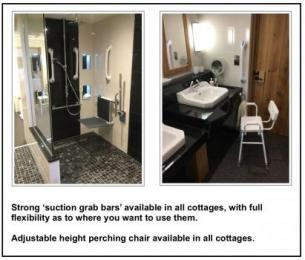 Strong ‘suction grab bars’ available in all cottages, with full
flexibility as to where you want to use them.
Adjustable height perching chair available in all cottages.